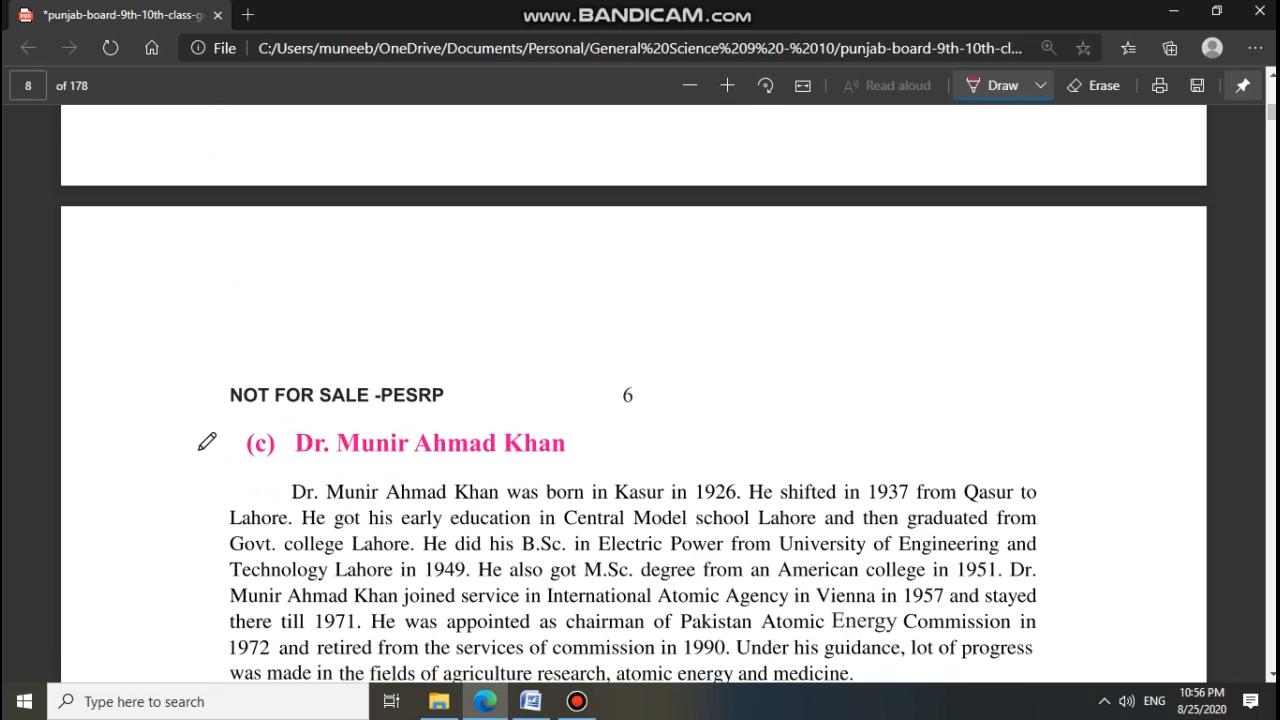 www.BANDICAM.com
*punjab-board-9th-10th-class-g
File C:/Users/muneeb/OneDrive/Documents/Personal/General%20Science%209%20-%2010/punjab-board-9th-10th-cl...
8 of 178 Read aloud Draw Erase
NOT FOR SALE -PESRP 6
(c) Dr. Munir Ahmad Khan
Dr. Munir Ahmad Khan was born in Kasur in 1926. He shifted in 1937 from Qasur to
Lahore. He got his early education in Central Model school Lahore and then graduated from
Govt. college Lahore. He did his B.Sc. in Electric Power from University of Engineering and
Technology Lahore in 1949. He also got M.Sc. degree from an American college in 1951. Dr.
Munir Ahmad Khan joined service in International Atomic Agency in Vienna in 1957 and stayed
there till 1971. He was appointed as chairman of Pakistan Atomic Energy Commission in
1972 and retired from the services of commission in 1990. Under his guidance, lot of progress
was made in the fields of agriculture research, atomic energy and medicine.
Type here to search
ENG
10:56 PM
8/25/2020